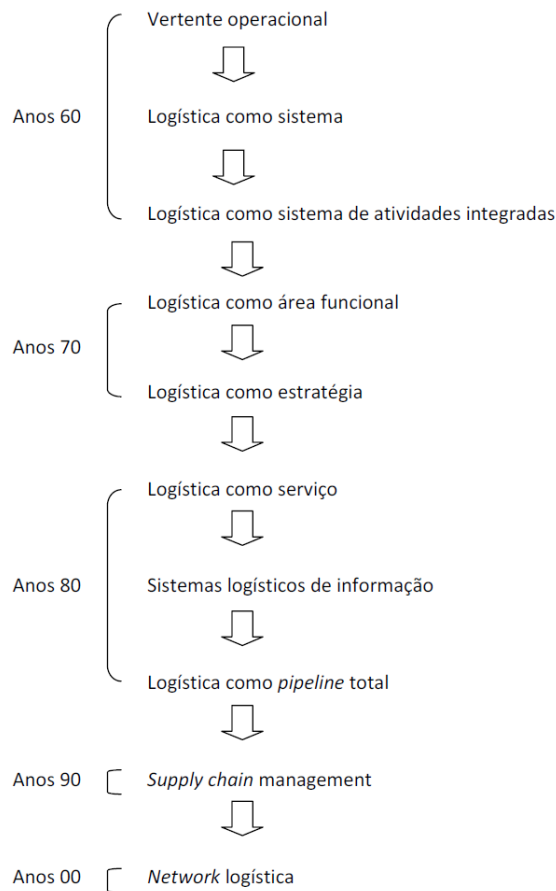 Vertente operacional
Anos 60
Logística como sistema
Logística como sistema de atividades integradas
Logística como área funcional
Anos 70
Logística como estratégia
Logística como serviço
Anos 80
Sistemas logísticos de informação
Logística como pipeline total
Anos 90
Supply chain management
Anos 00
Network logística